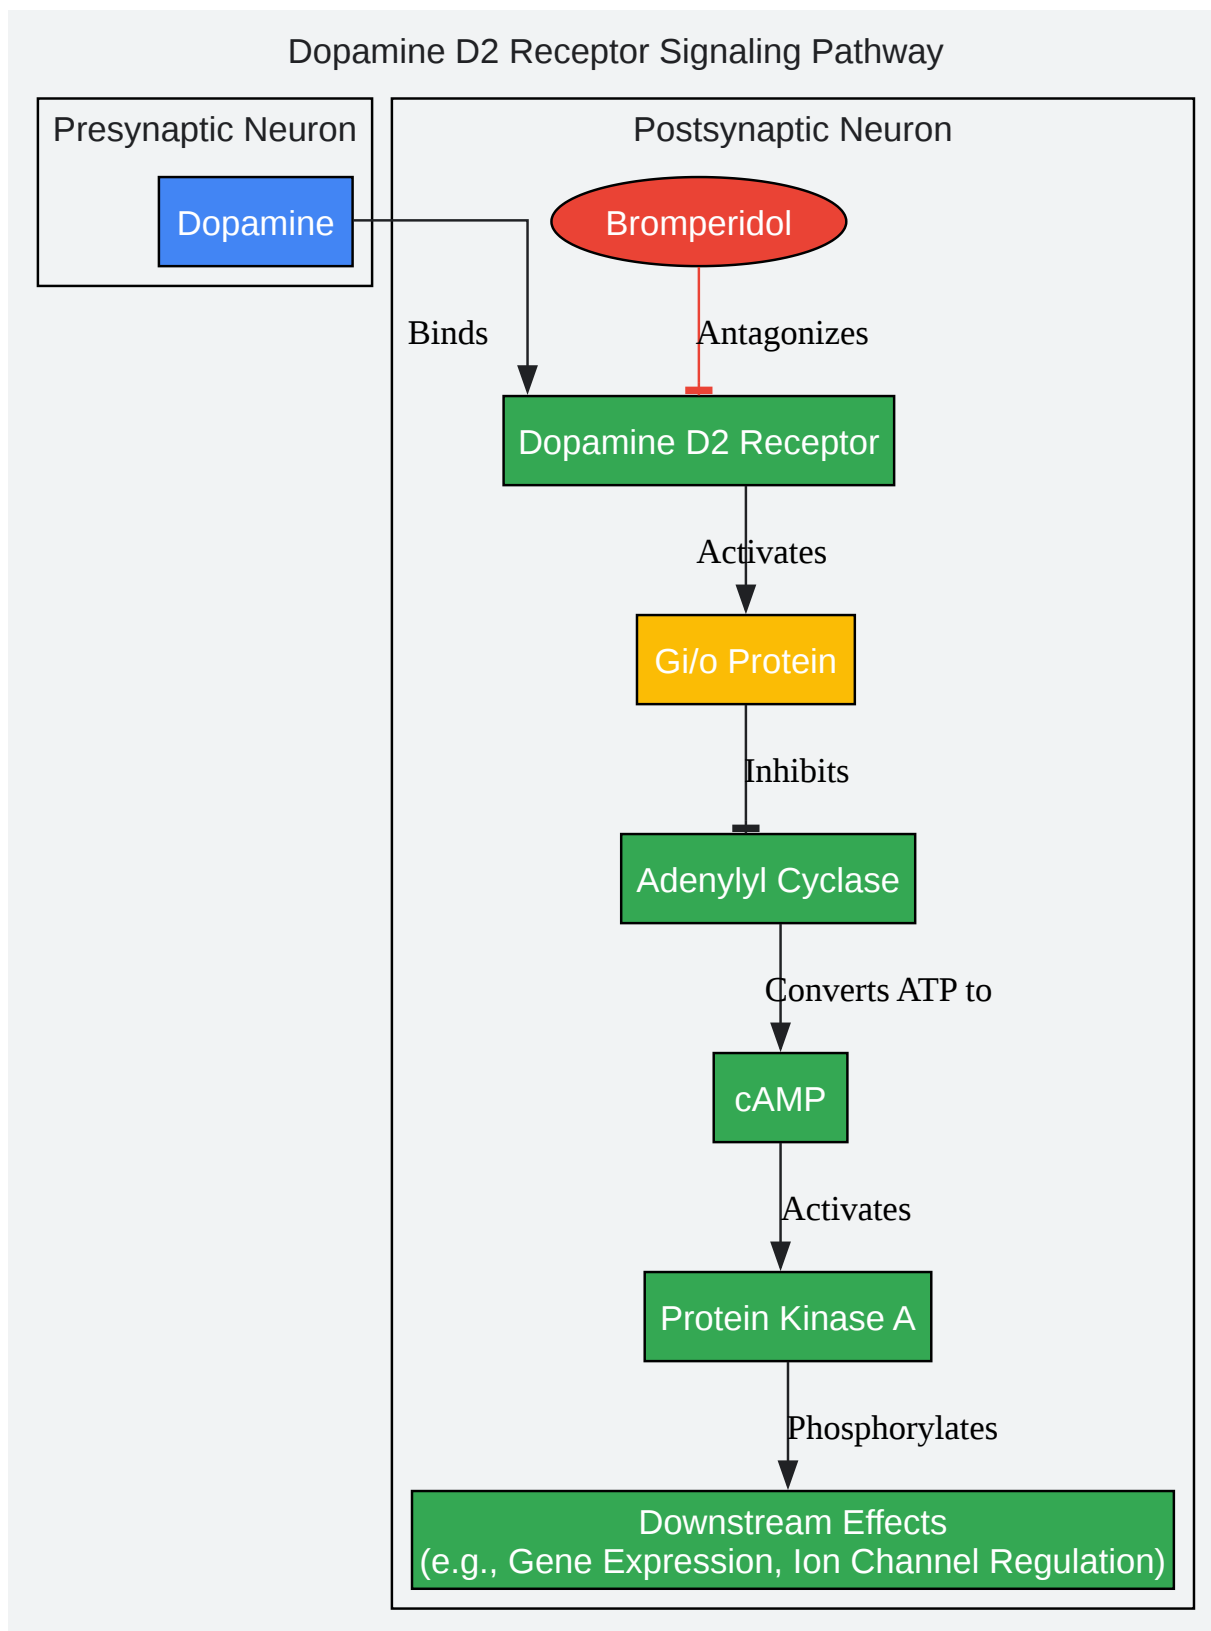 Dopamine D2 Receptor Signaling Pathway
Presynaptic Neuron
Postsynaptic Neuron
Dopamine
Bromperidol
Binds
Antagonizes
Dopamine D2 Receptor
Activates
Gi/o Protein
Inhibits
Adenylyl Cyclase
Converts ATP to
cAMP
Activates
Protein Kinase A
Phosphorylates
Downstream Effects
(e.g., Gene Expression, Ion Channel Regulation)